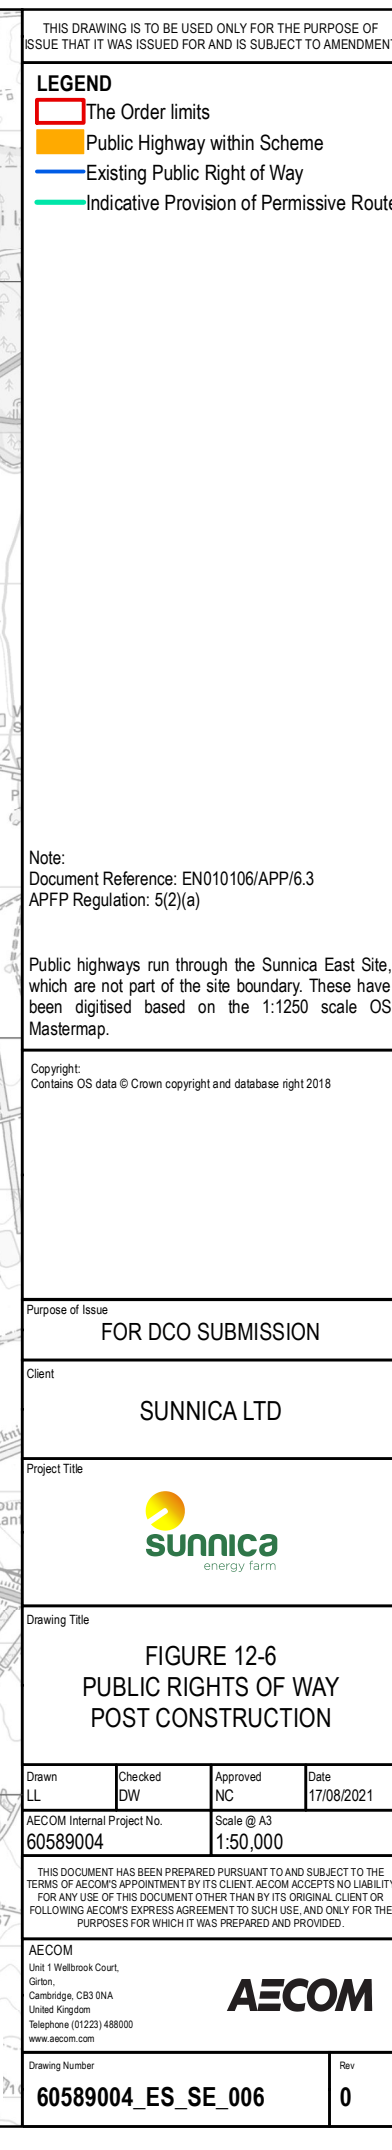 THIS DRAWING IS TO BE USED ONLY FOR THE PURPOSE OF
ISSUE THAT IT WAS ISSUED FOR AND IS SUBJECT TO AMENDMENT
LEGEND
The Order limits
Public Highway within Scheme
Existing Public Right of Way
Indicative Provision of Permissive Route
Note:
Document Reference: EN010106/APP/6.3
APFP Regulation: 5(2)(a)
Public highways run through the Sunnica East Site,
which are not part of the site boundary. These have
been digitised based on the 1:1250 scale OS
Mastermap.
Copyright:
Contains OS data © Crown copyright and database right 2018
Purpose of Issue
FOR DCO SUBMISSION
Client
SUNNICA LTD
Project Title
sunnica
energy farm
Drawing Title
FIGURE 12-6
PUBLIC RIGHTS OF WAY
POST CONSTRUCTION
Drawn
LL
Checked
DW
Approved
NC
Date
17/08/2021
AECOM Internal Project No.
60589004
Scale @ A3
1:50,000
THIS DOCUMENT HAS BEEN PREPARED PURSUANT TO AND SUBJECT TO THE
TERMS OF AECOM'S APPOINTMENT BY ITS CLIENT. AECOM ACCEPTS NO LIABILITY
FOR ANY USE OF THIS DOCUMENT OTHER THAN BY ITS ORIGINAL CLIENT OR
FOLLOWING AECOM'S EXPRESS AGREEMENT TO SUCH USE, AND ONLY FOR THE
PURPOSES FOR WHICH IT WAS PREPARED AND PROVIDED.
AECOM
Unit 1 Wellbrook Court,
Girton,
Cambridge, CB3 0NA
United Kingdom
Telephone (01223) 488000
www.aecom.com
AECOM
Drawing Number
60589004_ES_SE_006
Rev
0